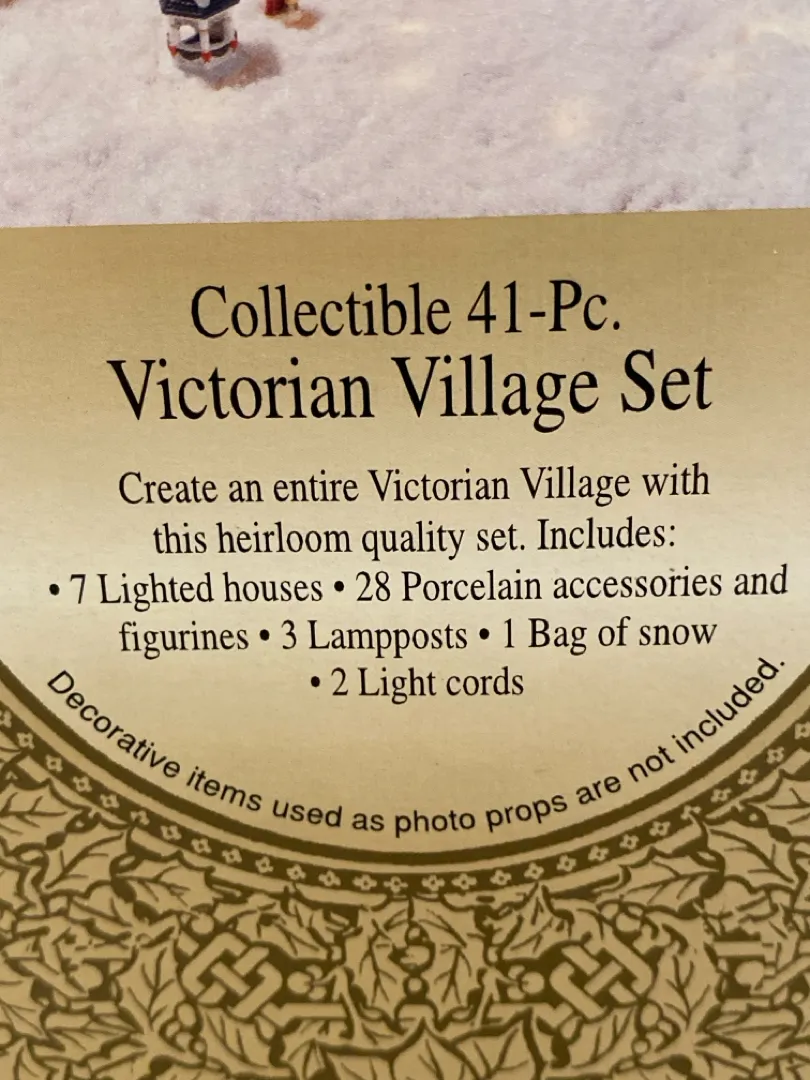 Collectible 41-Pc.
Victorian Village Set
Create an entire Victorian Village with
this heirloom quality set. Includes:
• 7 Lighted houses • 28 Porcelain accessories and
figurines • 3 Lampposts • 1 Bag of snow
• 2 Light cords
Decorative items used as photo props are not included.